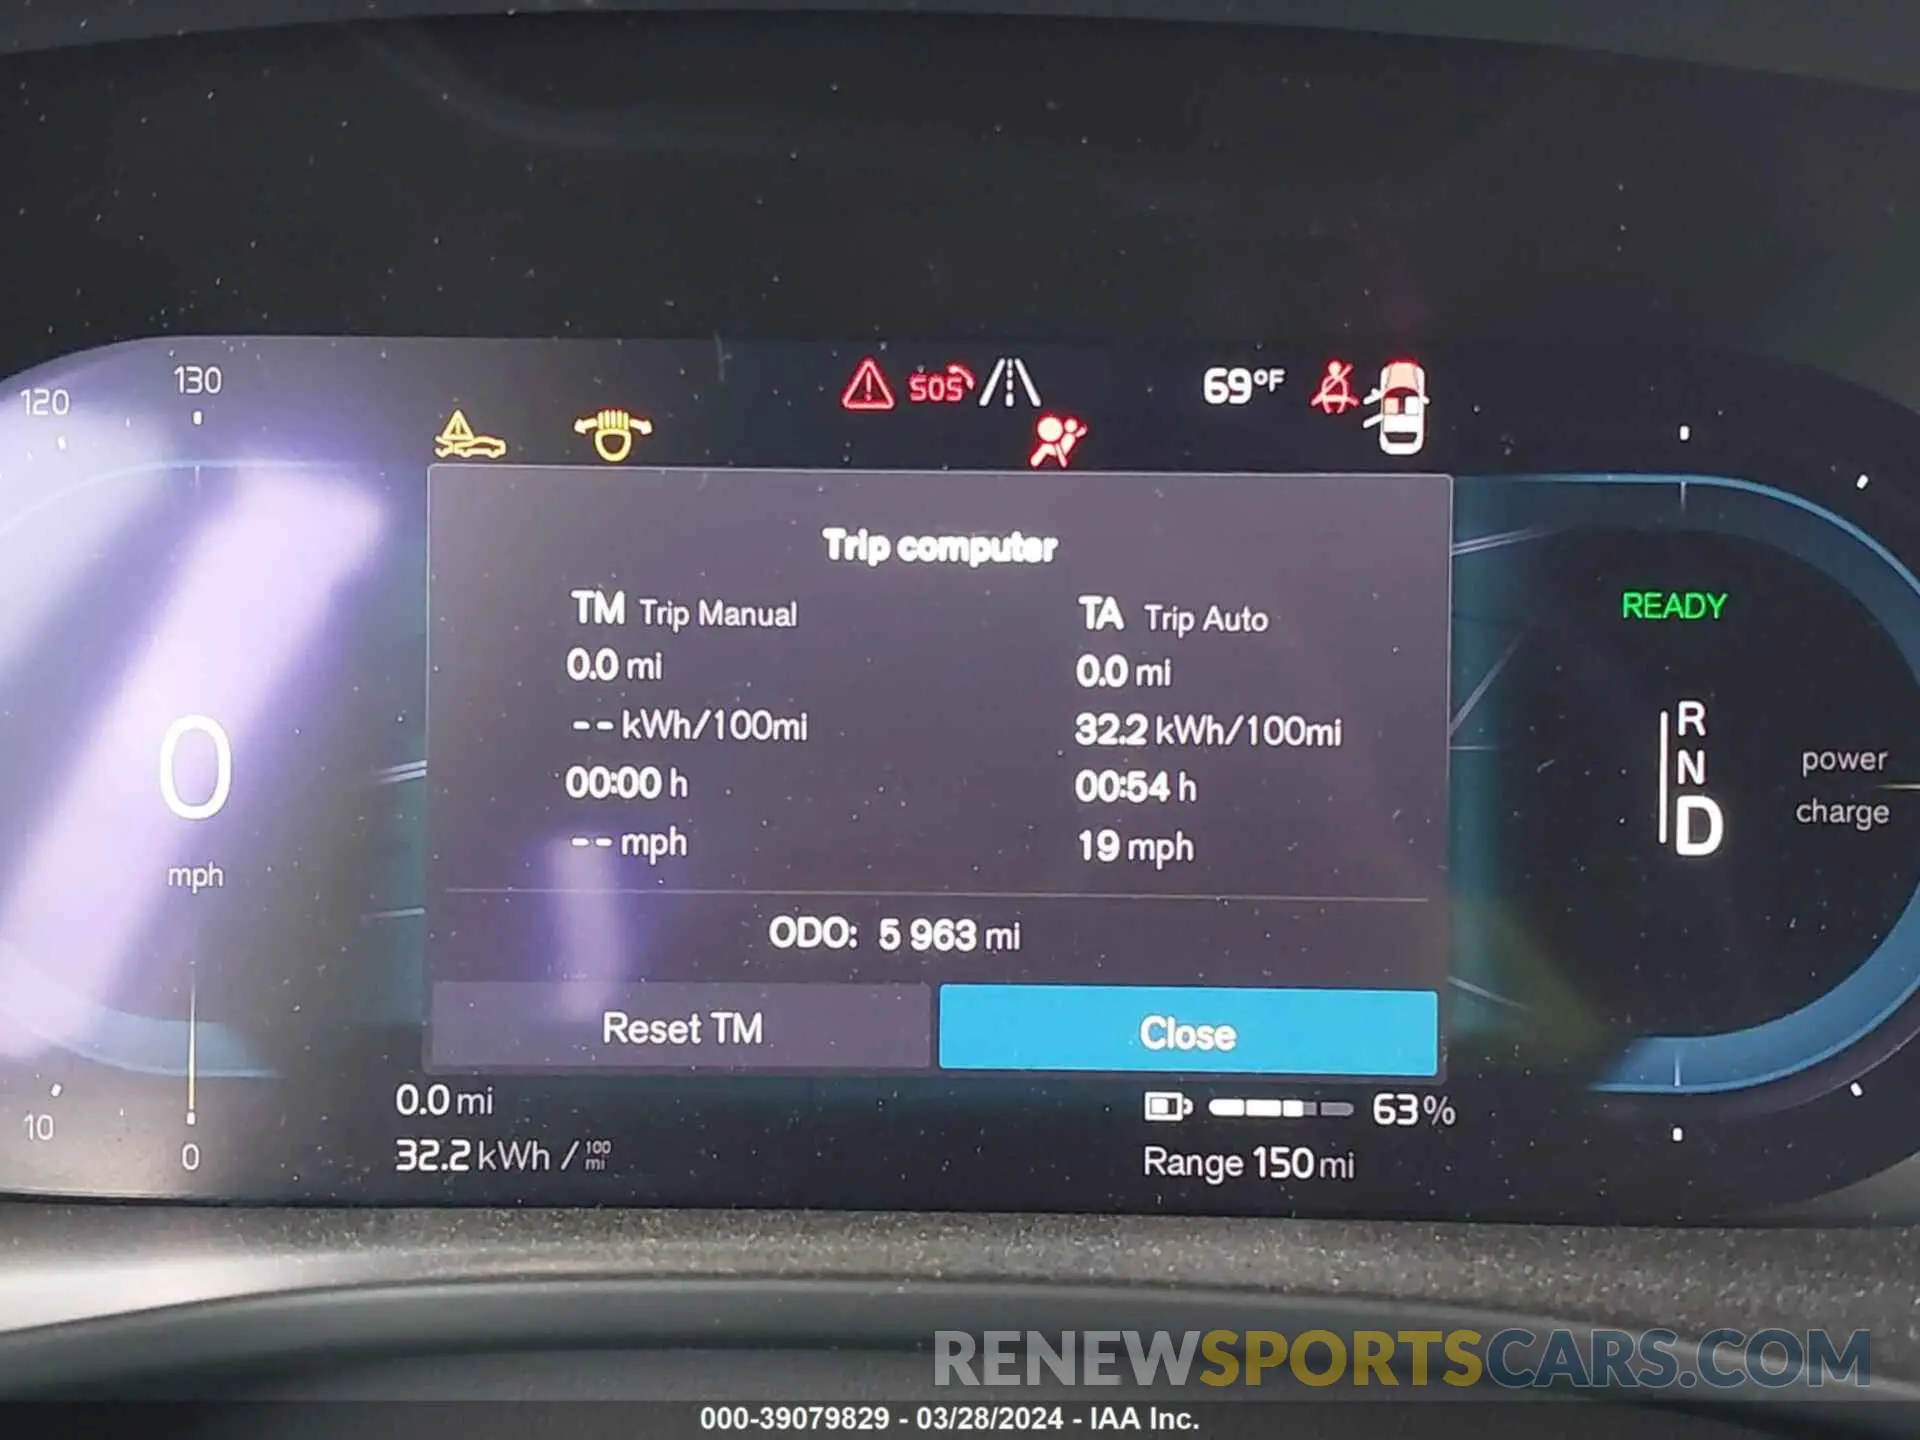 120
130
SOS
69°F
Trip computer
TM Trip Manual
TA Trip Auto
0.0 mi
0.0 mi
-- kWh/100mi
32.2 kWh/100mi
00:00 h
00:54 h
-- mph
19 mph
ODO: 5 963 mi
Reset TM
Close
0
mph
READY
R
N
D
power
charge
10
0
0.0 mi
32.2 kWh / 100 mi
63%
Range 150 mi
RENEWSPORTSCARS.COM
000-39079829 - 03/28/2024 - IAA Inc.